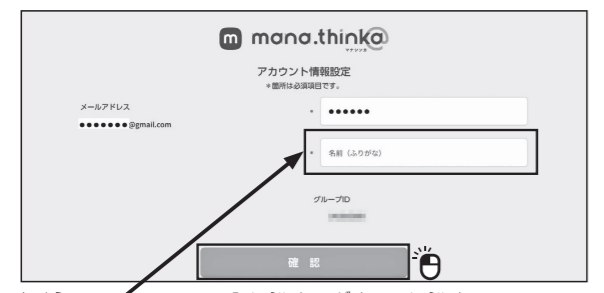 m mana.think@
マナリンク
アカウント情報設定
*箇所は必須項目です。
メールアドレス
●●●●●●● @gmail.com
* ●●●●●●
* 名前（ふりがな）
グループID
確 認